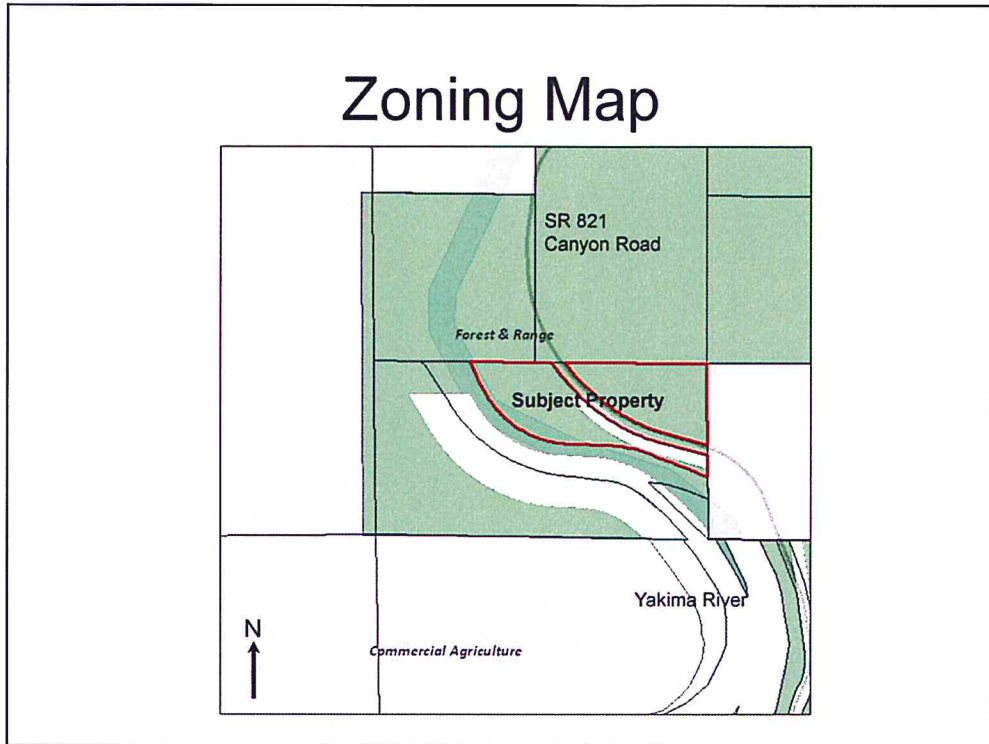 Zoning Map
SR 821
Canyon Road
Forest & Range
Subject Property
Yakima River
N
Commercial Agriculture